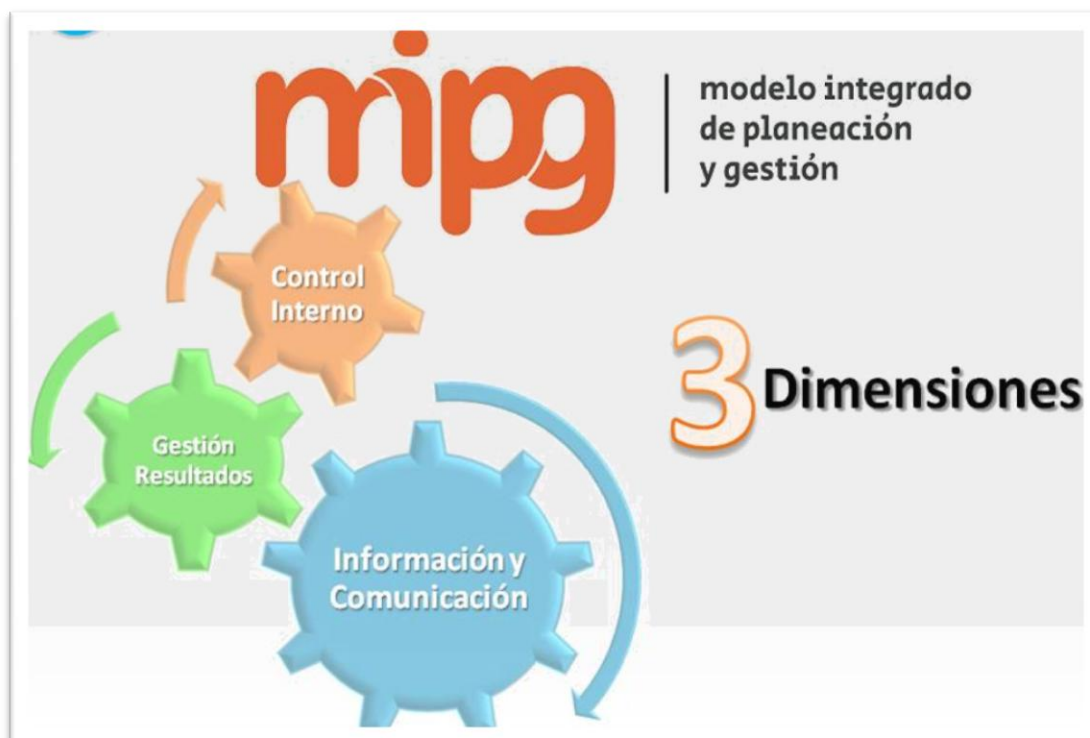 mipg
modelo integrado
de planeación
y gestión
Control
Interno
3 Dimensiones
Gestión
Resultados
Información y
Comunicación